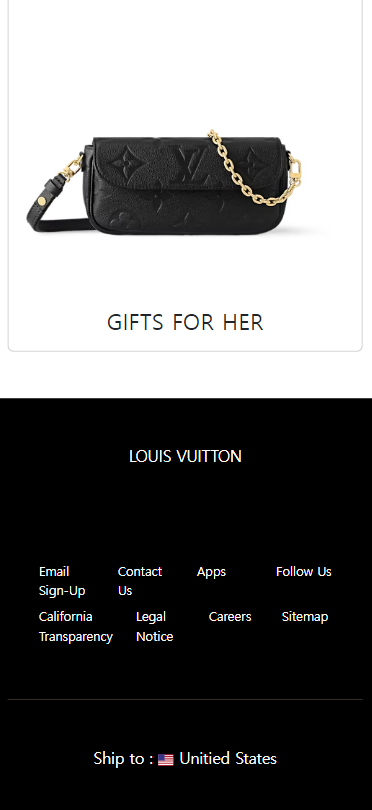 GIFTS FOR HER
LOUIS VUITTON
Email Contact Apps Follow Us
Sign-Up Us
California Legal Careers Sitemap
Transparency Notice
Ship to : Unitied States